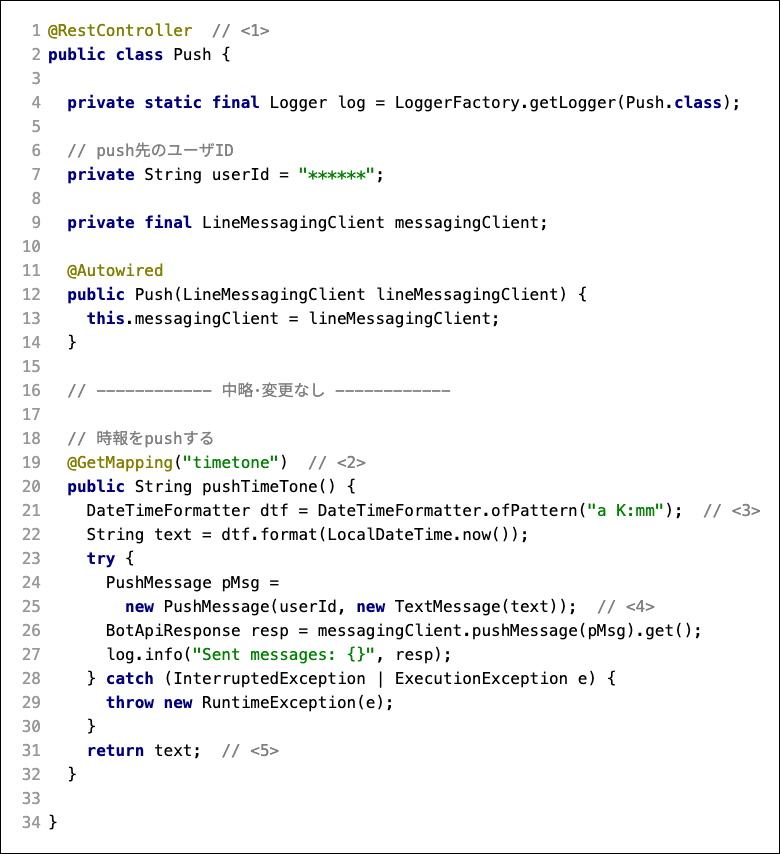 1 @RestController  // <1>
2 public class Push {
3
4   private static final Logger log = LoggerFactory.getLogger(Push.class);
5
6   // push先のユーザID
7   private String userId = "******";
8
9   private final LineMessagingClient messagingClient;
10
11   @Autowired
12   public Push(LineMessagingClient lineMessagingClient) {
13     this.messagingClient = lineMessagingClient;
14   }
15
16   // ------------ 中略･変更なし ------------
17
18   // 時報をpushする
19   @GetMapping("timetone")  // <2>
20   public String pushTimeTone() {
21     DateTimeFormatter dtf = DateTimeFormatter.ofPattern("a K:mm");  // <3>
22     String text = dtf.format(LocalDateTime.now());
23     try {
24       PushMessage pMsg =
25         new PushMessage(userId, new TextMessage(text));  // <4>
26       BotApiResponse resp = messagingClient.pushMessage(pMsg).get();
27       log.info("Sent messages: {}", resp);
28     } catch (InterruptedException | ExecutionException e) {
29       throw new RuntimeException(e);
30     }
31     return text;  // <5>
32   }
33
34 }